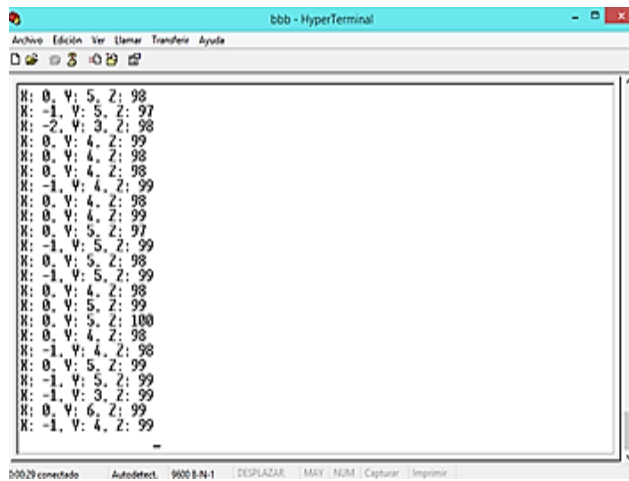 bbb - HyperTerminal
Archivo Edición Ver Llamar Transferir Ayuda
X: 0, Y: 5, Z: 98
X: -1, Y: 5, Z: 97
X: -2, Y: 3, Z: 98
X: 0, Y: 4, Z: 99
X: 0, Y: 4, Z: 98
X: 0, Y: 4, Z: 98
X: -1, Y: 4, Z: 99
X: 0, Y: 4, Z: 98
X: 0, Y: 4, Z: 99
X: 0, Y: 5, Z: 97
X: -1, Y: 5, Z: 99
X: 0, Y: 5, Z: 98
X: -1, Y: 5, Z: 99
X: 0, Y: 4, Z: 98
X: 0, Y: 5, Z: 99
X: 0, Y: 5, Z: 100
X: 0, Y: 4, Z: 98
X: -1, Y: 4, Z: 98
X: 0, Y: 5, Z: 99
X: -1, Y: 5, Z: 99
X: -1, Y: 3, Z: 99
X: 0, Y: 6, Z: 99
X: -1, Y: 4, Z: 99
0:00:29 conectado Autodetect. 9600 8-N-1 DESPLAZAR MAY NUM Capturar Imprimir